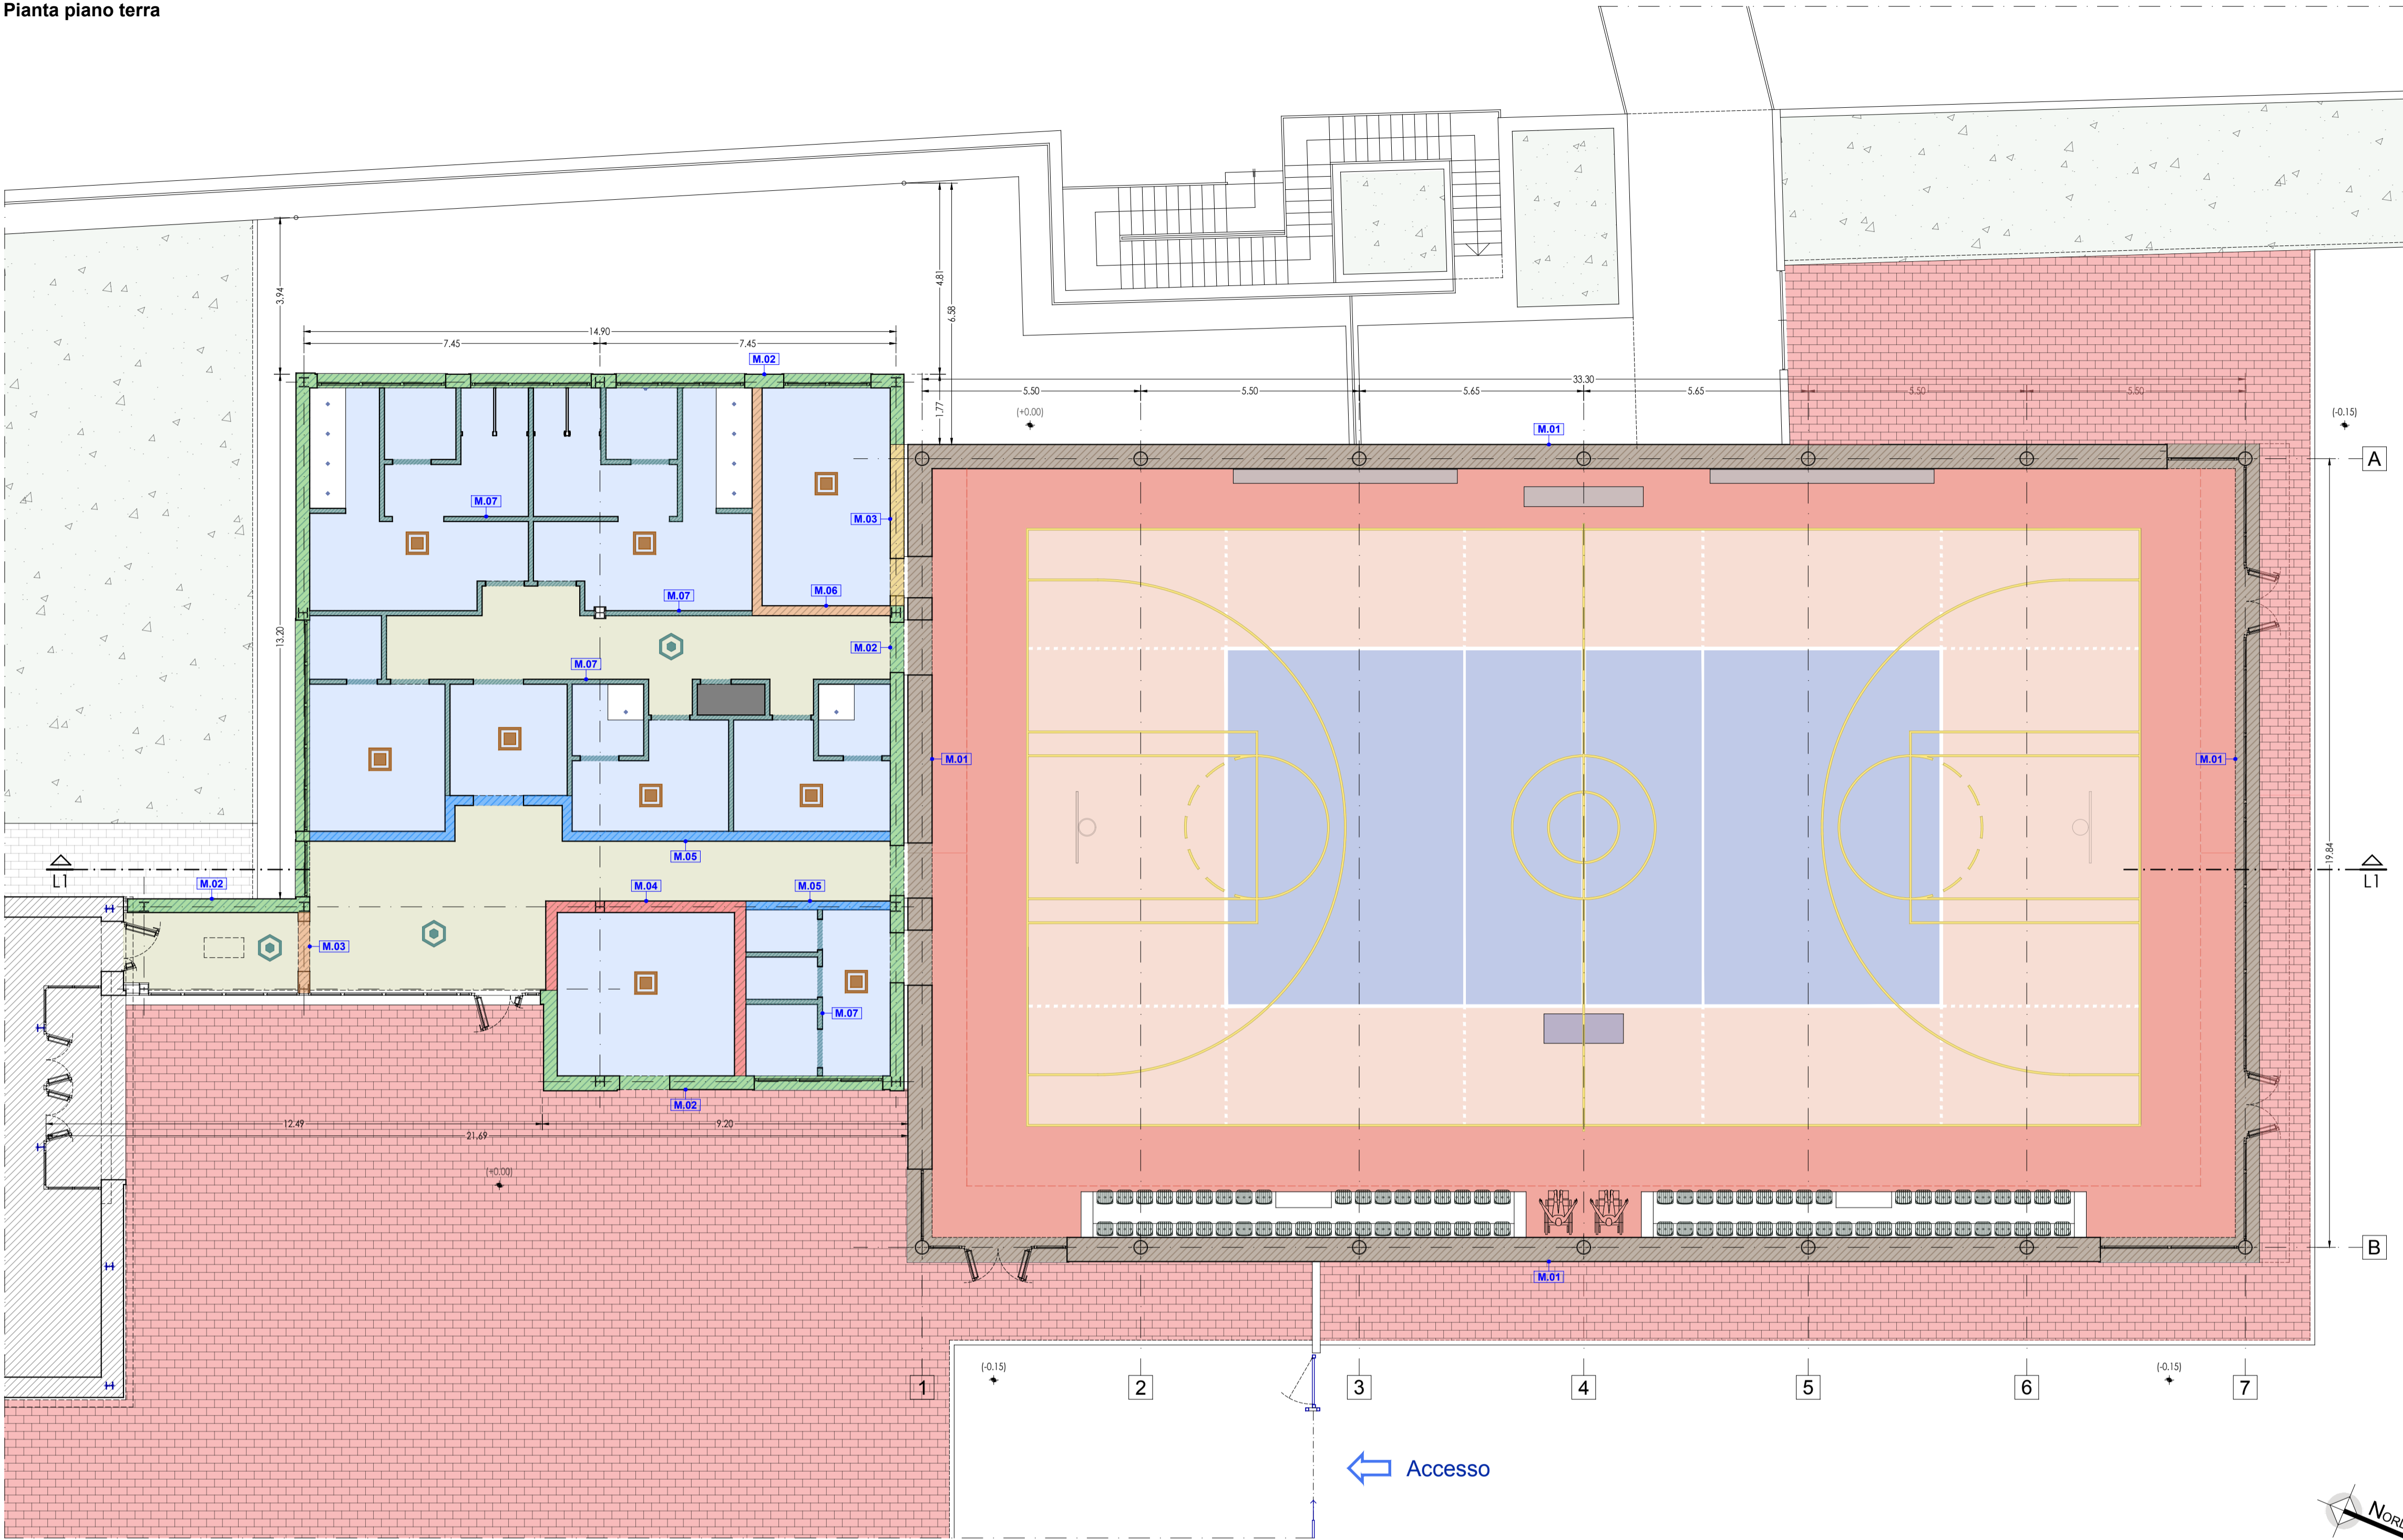 Pianta piano terra
3.94
4.81
6.58
14.90
7.45
7.45
M.02
1.77
33.30
5.50
5.50
5.65
5.65
5.50
5.50
(+0.00)
(-0.15)
M.01
A
M.07
M.03
M.07
M.06
13.20
M.02
M.07
M.01
M.01
M.05
19.84
L1
L1
M.02
M.04
M.05
M.03
M.07
M.02
12.49
9.20
21.69
(+0.00)
B
M.01
(-0.15)
(-0.15)
1
2
3
4
5
6
7
Accesso